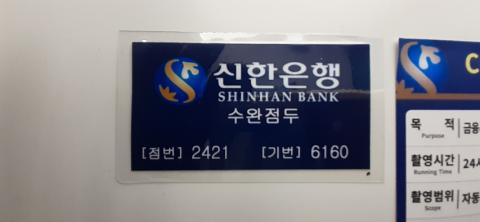 신한은행
SHINHAN BANK
수완점두
[점번] 2421 [기번] 6160
C
목 적 금융
Purpose
촬영시간 24시
Running Time
촬영범위 자동
Scope